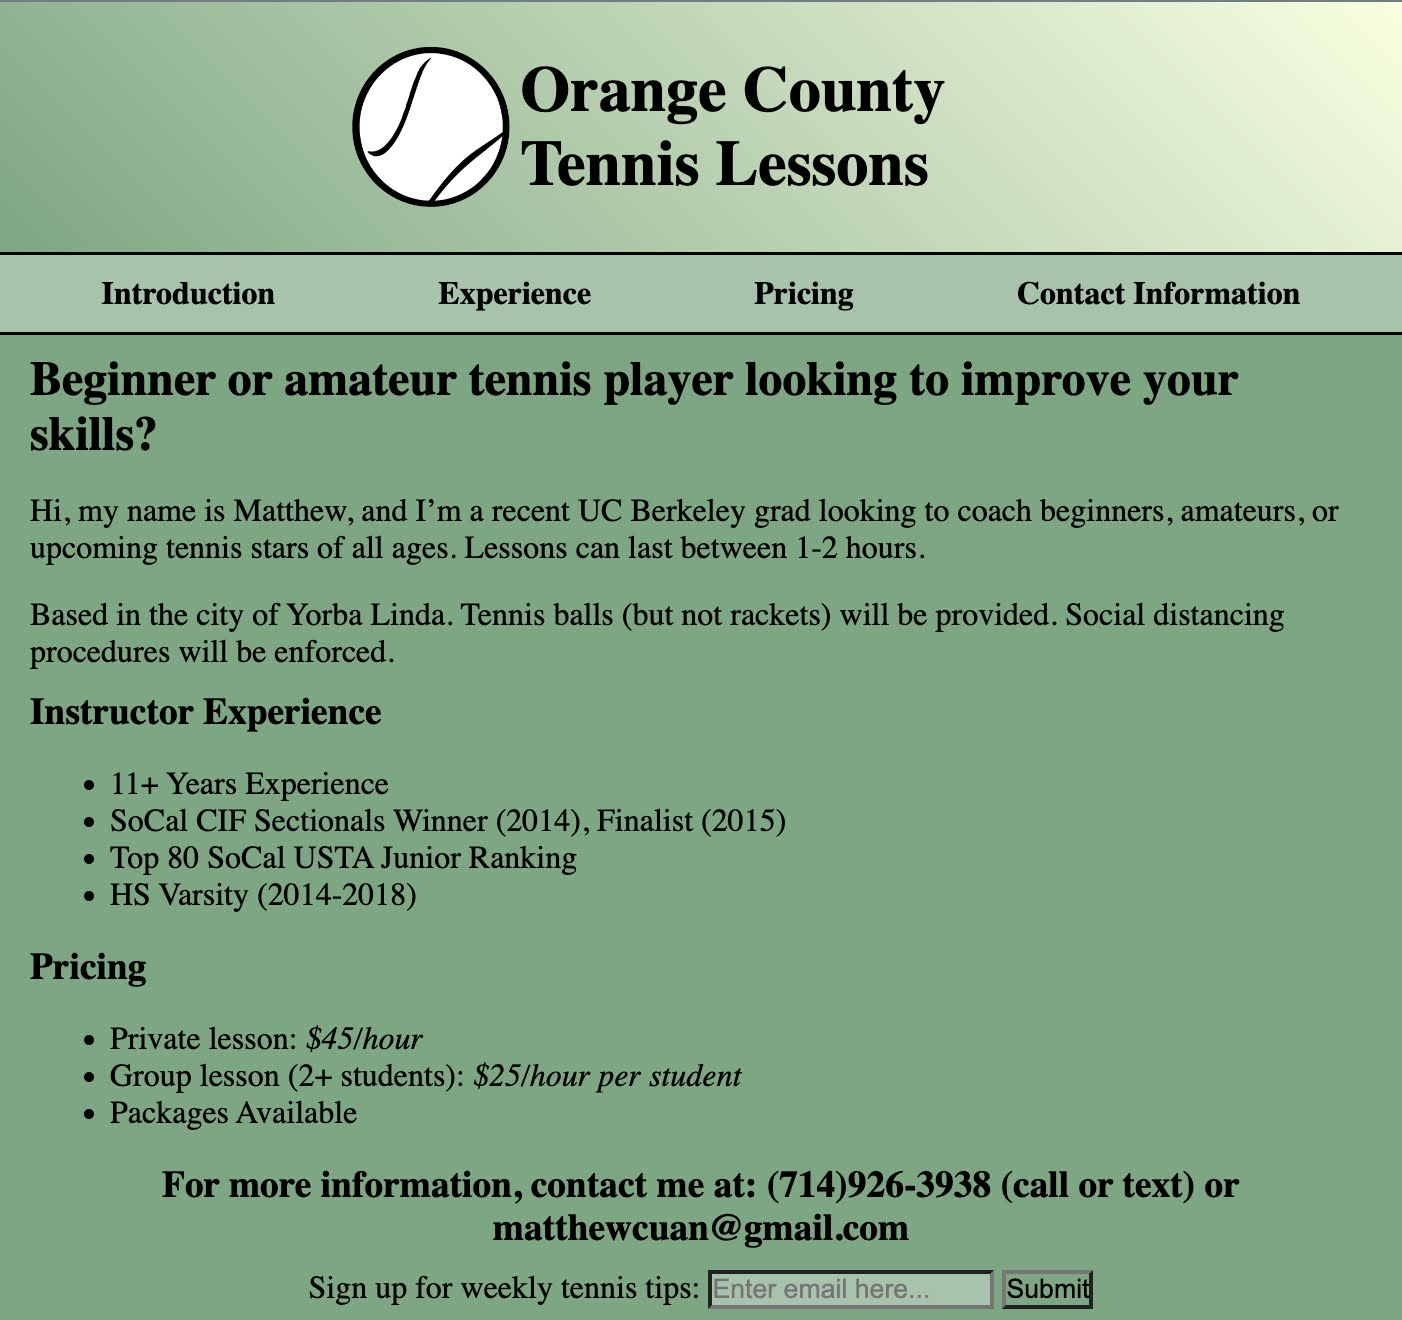 Orange County
Tennis Lessons
Introduction Experience Pricing Contact Information
Beginner or amateur tennis player looking to improve your
skills?
Hi, my name is Matthew, and I’m a recent UC Berkeley grad looking to coach beginners, amateurs, or
upcoming tennis stars of all ages. Lessons can last between 1-2 hours.
Based in the city of Yorba Linda. Tennis balls (but not rackets) will be provided. Social distancing
procedures will be enforced.
Instructor Experience
• 11+ Years Experience
• SoCal CIF Sectionals Winner (2014), Finalist (2015)
• Top 80 SoCal USTA Junior Ranking
• HS Varsity (2014-2018)
Pricing
• Private lesson: $45/hour
• Group lesson (2+ students): $25/hour per student
• Packages Available
For more information, contact me at: (714)926-3938 (call or text) or
matthewcuan@gmail.com
Sign up for weekly tennis tips: Enter email here... Submit